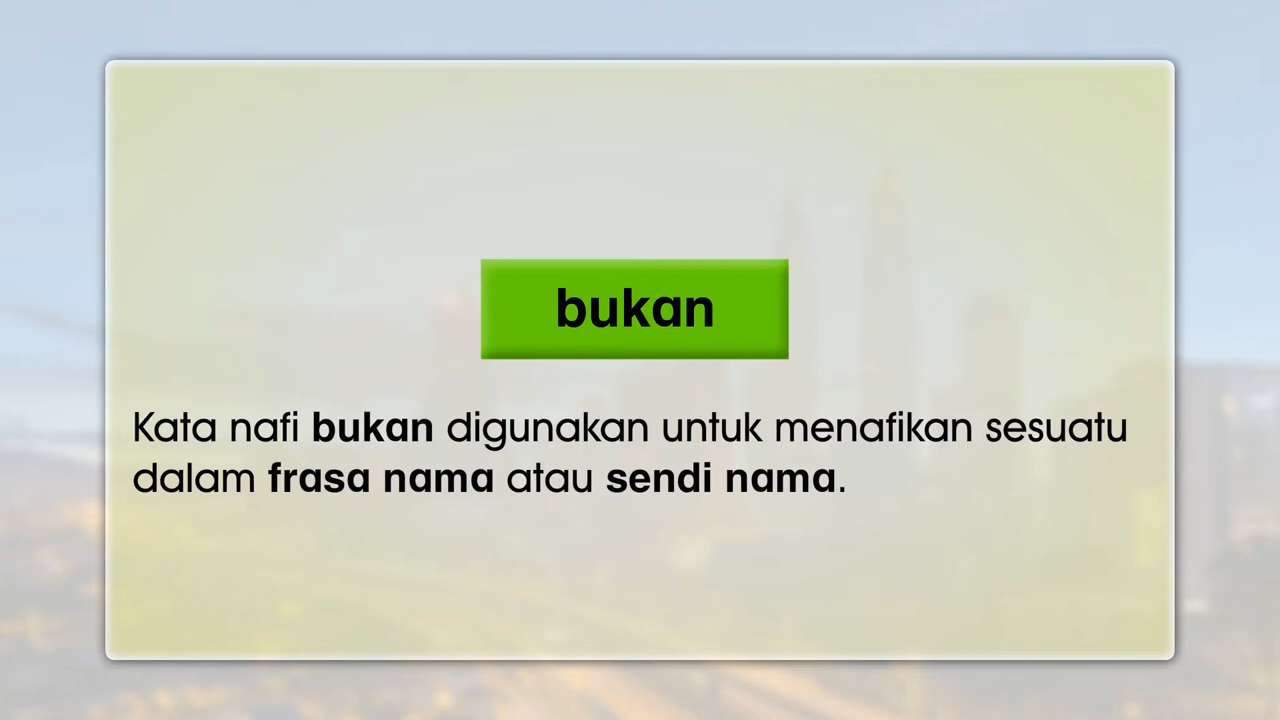 bukan
Kata nafi bukan digunakan untuk menafikan sesuatu
dalam frasa nama atau sendi nama.